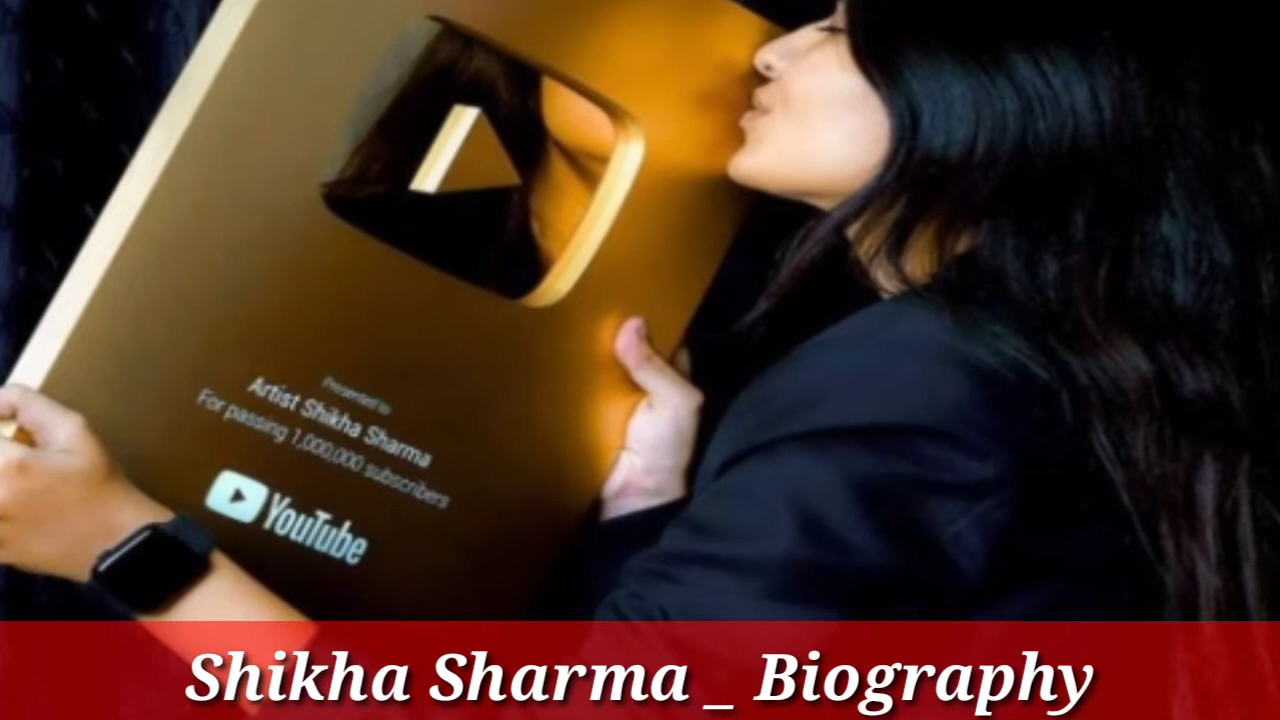 Presented to
Artist Shikha Sharma
For passing 1,000,000 subscribers
YouTube
Shikha Sharma _ Biography